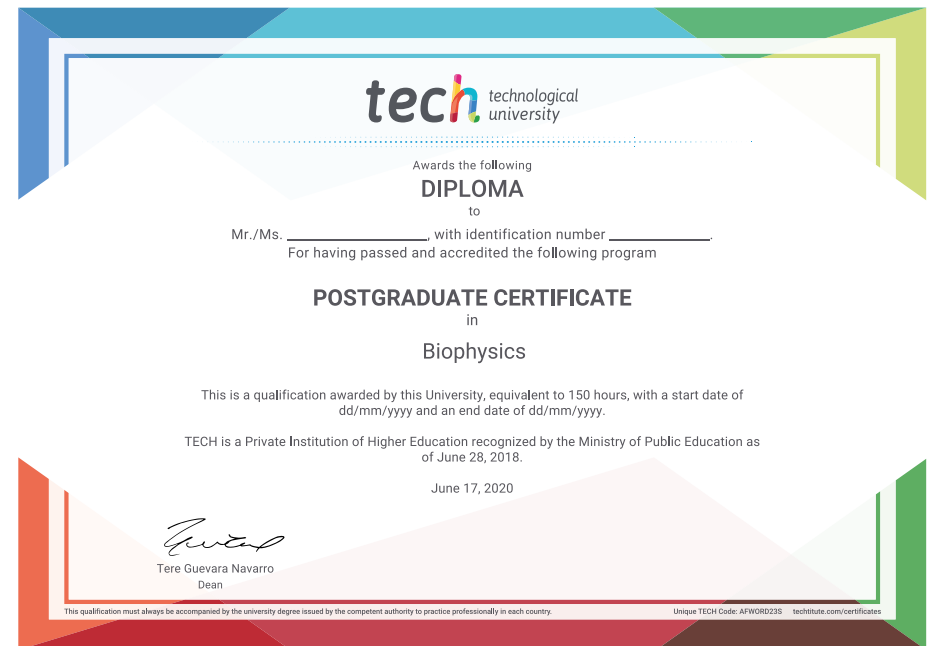 tech technological
university
Awards the following
DIPLOMA
to
Mr./Ms. ____________________, with identification number ______________.
For having passed and accredited the following program
POSTGRADUATE CERTIFICATE
in
Biophysics
This is a qualification awarded by this University, equivalent to 150 hours, with a start date of
dd/mm/yyyy and an end date of dd/mm/yyyy.
TECH is a Private Institution of Higher Education recognized by the Ministry of Public Education as
of June 28, 2018.
June 17, 2020
Tere Guevara Navarro
Dean
This qualification must always be accompanied by the university degree issued by the competent authority to practice professionally in each country. Unique TECH Code: AFWORD23S techtitute.com/certificates